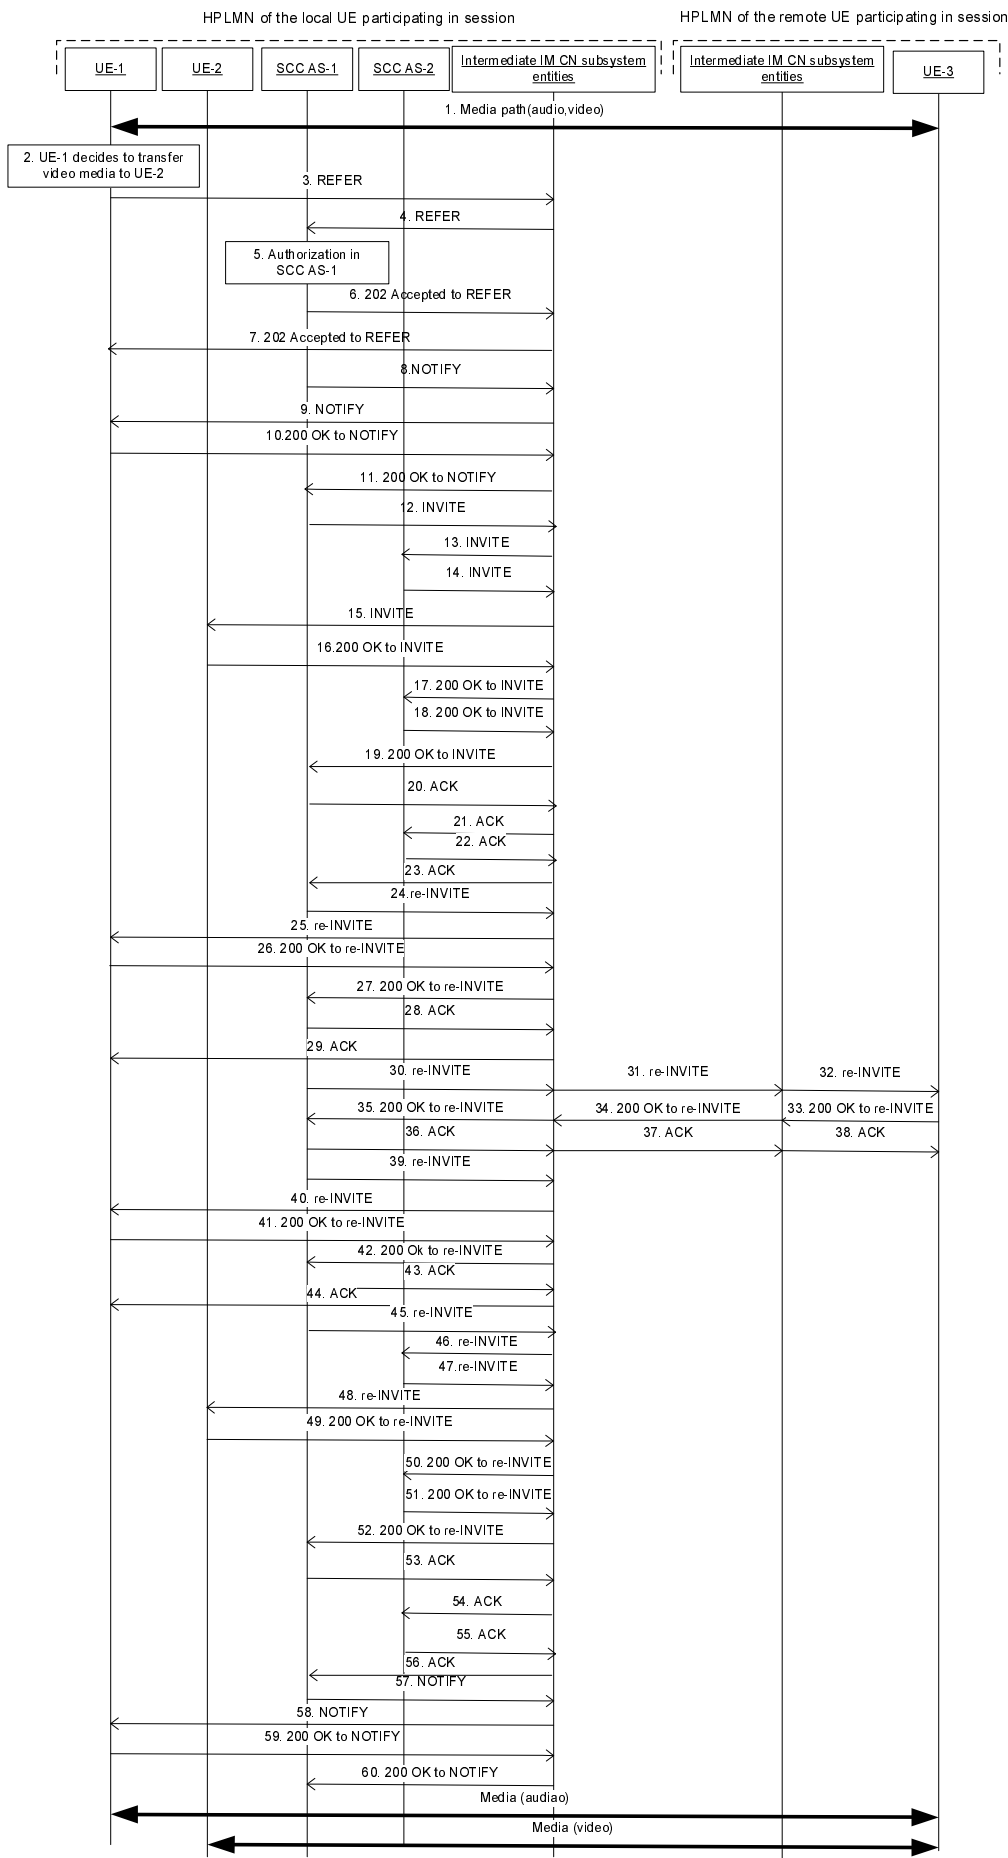 HPLMN of the local UE participating in session
HPLMN of the remote UE participating in session
UE-1
UE-2
SCC AS-1
SCC AS-2
Intermediate IM CN subsystem
entities
Intermediate IM CN subsystem
entities
UE-3
1. Media path(audio,video)
2. UE-1 decides to transfer
video media to UE-2
3. REFER
4. REFER
5. Authorization in
SCC AS-1
6. 202 Accepted to REFER
7. 202 Accepted to REFER
8.NOTIFY
9. NOTIFY
10.200 OK to NOTIFY
11. 200 OK to NOTIFY
12. INVITE
13. INVITE
14. INVITE
15. INVITE
16.200 OK to INVITE
17. 200 OK to INVITE
18. 200 OK to INVITE
19. 200 OK to INVITE
20. ACK
21. ACK
22. ACK
23. ACK
24.re-INVITE
25. re-INVITE
26. 200 OK to re-INVITE
27. 200 OK to re-INVITE
28. ACK
29. ACK
30. re-INVITE
31. re-INVITE
32. re-INVITE
35. 200 OK to re-INVITE
34. 200 OK to re-INVITE
33. 200 OK to re-INVITE
36. ACK
37. ACK
38. ACK
39. re-INVITE
40. re-INVITE
41. 200 OK to re-INVITE
42. 200 Ok to re-INVITE
43. ACK
44. ACK
45. re-INVITE
46. re-INVITE
47.re-INVITE
48. re-INVITE
49. 200 OK to re-INVITE
50. 200 OK to re-INVITE
51. 200 OK to re-INVITE
52. 200 OK to re-INVITE
53. ACK
54. ACK
55. ACK
56. ACK
57. NOTIFY
58. NOTIFY
59. 200 OK to NOTIFY
60. 200 OK to NOTIFY
Media (audiao)
Media (video)